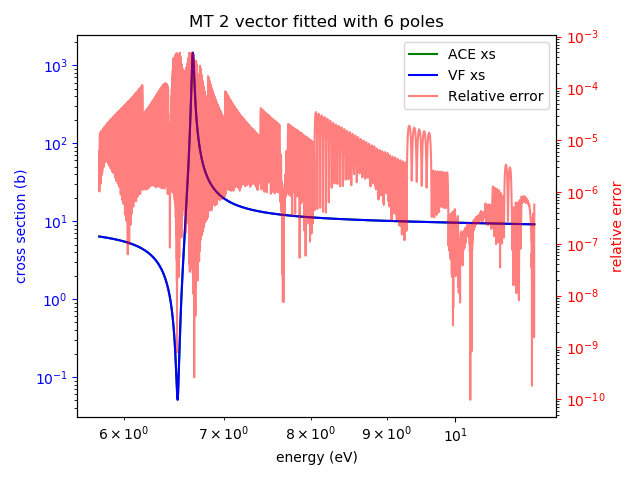 MT 2 vector fitted with 6 poles
ACE xs
VF xs
Relative error
cross section (b)
10³
10²
10¹
10⁰
10⁻¹
relative error
10⁻³
10⁻⁴
10⁻⁵
10⁻⁶
10⁻⁷
10⁻⁸
10⁻⁹
10⁻¹⁰
6 × 10⁰ 7 × 10⁰ 8 × 10⁰ 9 × 10⁰ 10¹
energy (eV)